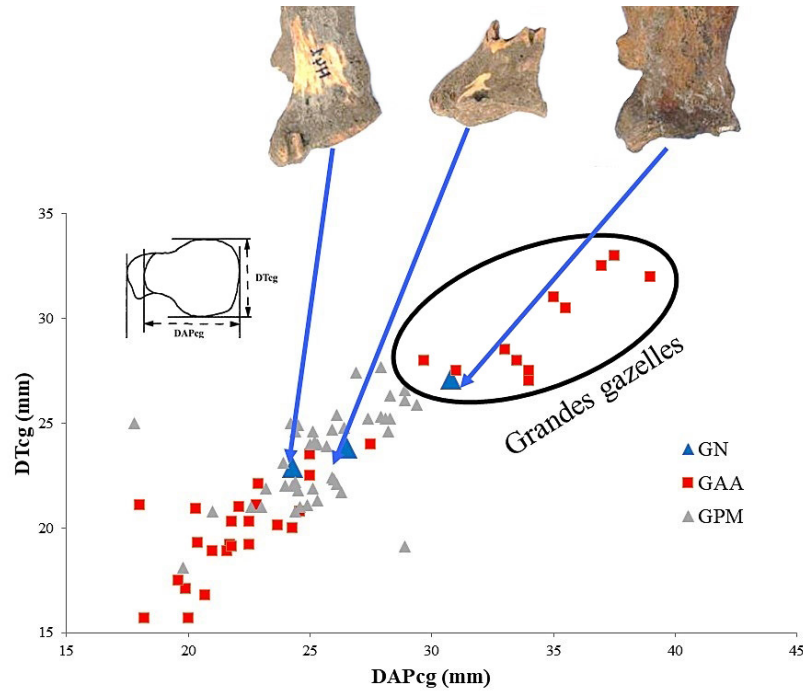 H41
35
30
25
20
15
DTcg (mm)
DTcg
DAPcg
Grandes gazelles
GN
GAA
GPM
15
20
25
30
35
40
45
DAPcg (mm)